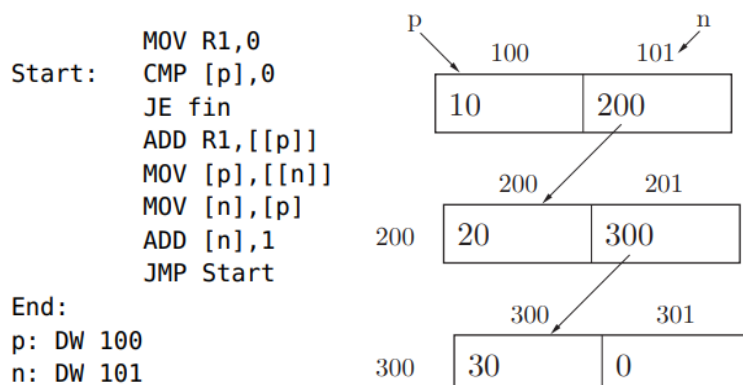 MOV R1,0
Start: CMP [p],0
JE fin
ADD R1,[[p]]
MOV [p],[[n]]
MOV [n],[p]
ADD [n],1
JMP Start
End:
p: DW 100
n: DW 101
p n
100 101
10 200
200 201
200 20 300
300 301
300 30 0